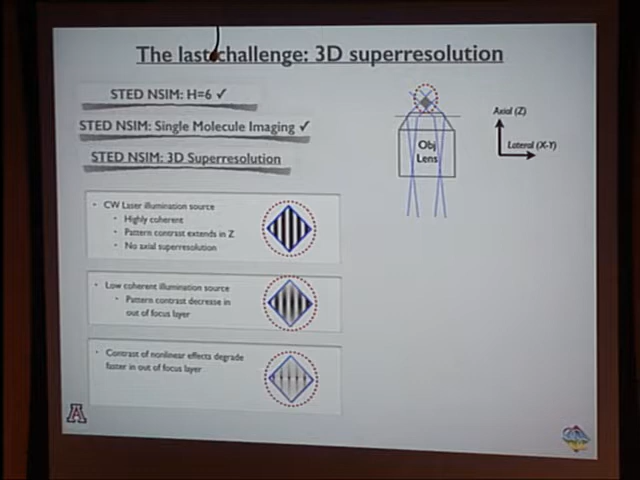 The last challenge: 3D superresolution
STED NSIM: H=6 ✓
STED NSIM: Single Molecule Imaging ✓
STED NSIM: 3D Superresolution
Obj
Lens
Axial (Z)
Lateral (X-Y)
• CW Laser illumination source
• Highly coherent
• Pattern contrast extends in Z
• No axial superresolution
• Low coherent illumination source
• Pattern contrast decrease in
out of focus layer
• Contrast of nonlinear effects degrade
faster in out of focus layer
A